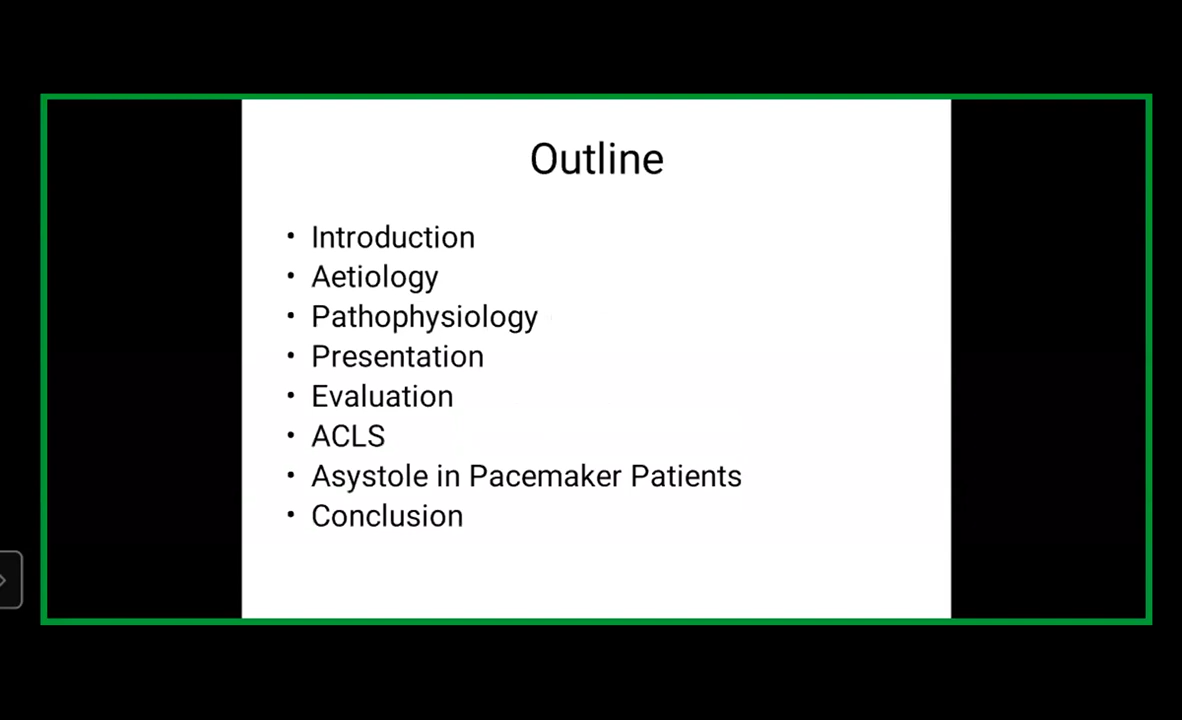 Outline
• Introduction
• Aetiology
• Pathophysiology
• Presentation
• Evaluation
• ACLS
• Asystole in Pacemaker Patients
• Conclusion